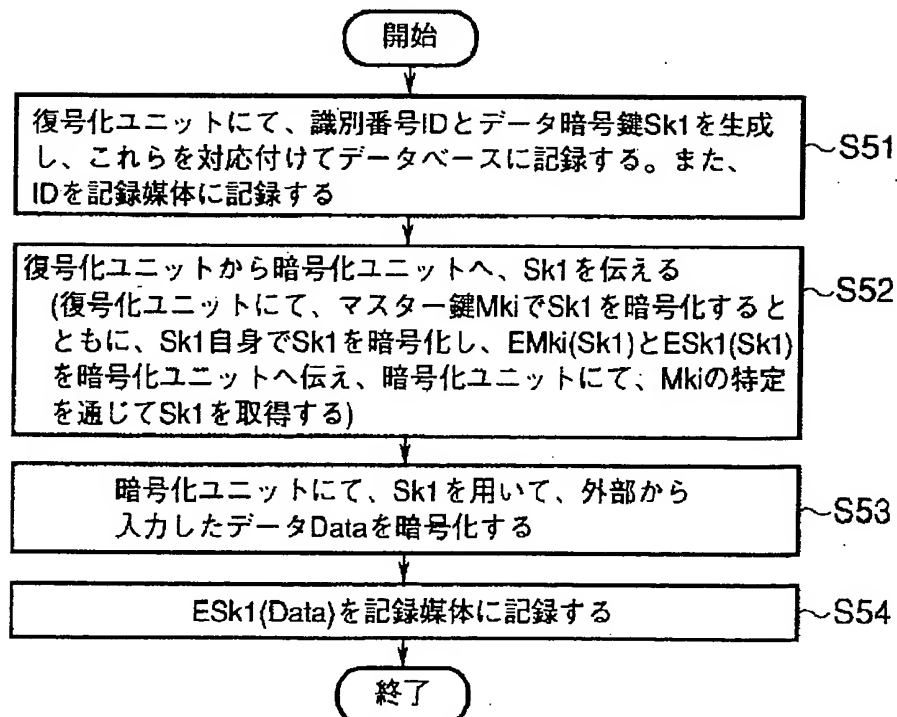 開始
復号化ユニットにて、識別番号IDとデータ暗号鍵Sk1を生成
し、これらを対応付けてデータベースに記録する。また、
IDを記録媒体に記録する
~S51
復号化ユニットから暗号化ユニットへ、Sk1を伝える
(復号化ユニットにて、マスター鍵MkiでSk1を暗号化すると
ともに、Sk1自身でSk1を暗号化し、EMki(Sk1)とESk1(Sk1)
を暗号化ユニットへ伝え、暗号化ユニットにて、Mkiの特定
を通じてSk1を取得する)
~S52
暗号化ユニットにて、Sk1を用いて、外部から
入力したデータDataを暗号化する
~S53
ESk1(Data)を記録媒体に記録する
~S54
終了